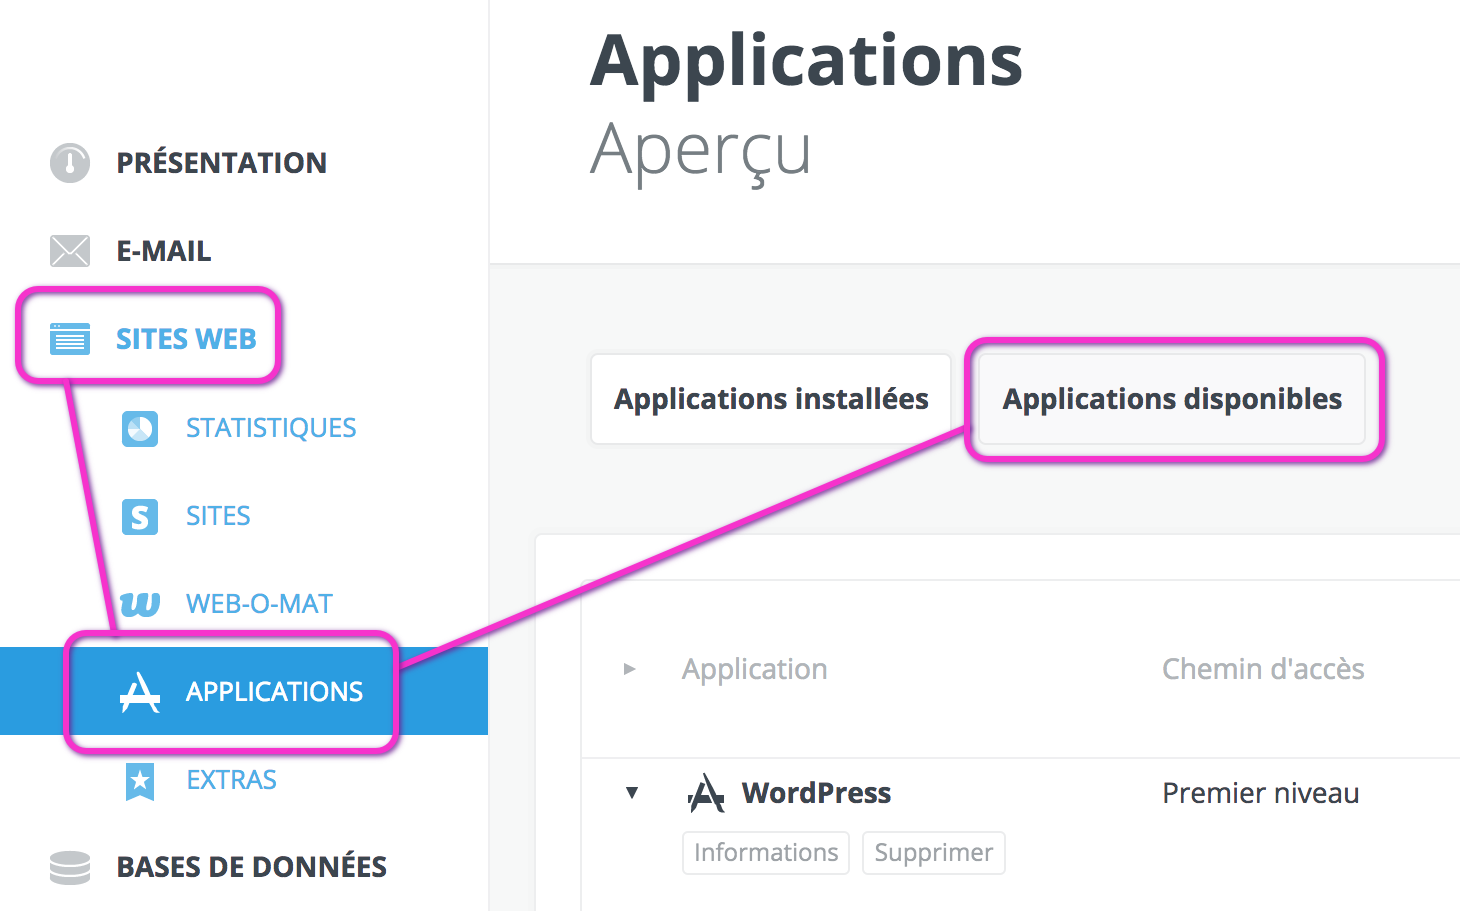 Applications
Aperçu
PRÉSENTATION
E-MAIL
SITES WEB
STATISTIQUES
S
SITES
WEB-O-MAT
APPLICATIONS
EXTRAS
BASES DE DONNÉES
Applications installées
Applications disponibles
Application
Chemin d'accès
WordPress
Premier niveau
Informations
Supprimer